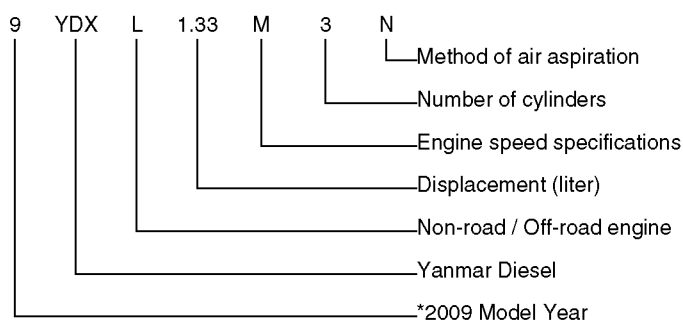 9 YDX L 1.33 M 3 N
Method of air aspiration
Number of cylinders
Engine speed specifications
Displacement (liter)
Non-road / Off-road engine
Yanmar Diesel
*2009 Model Year